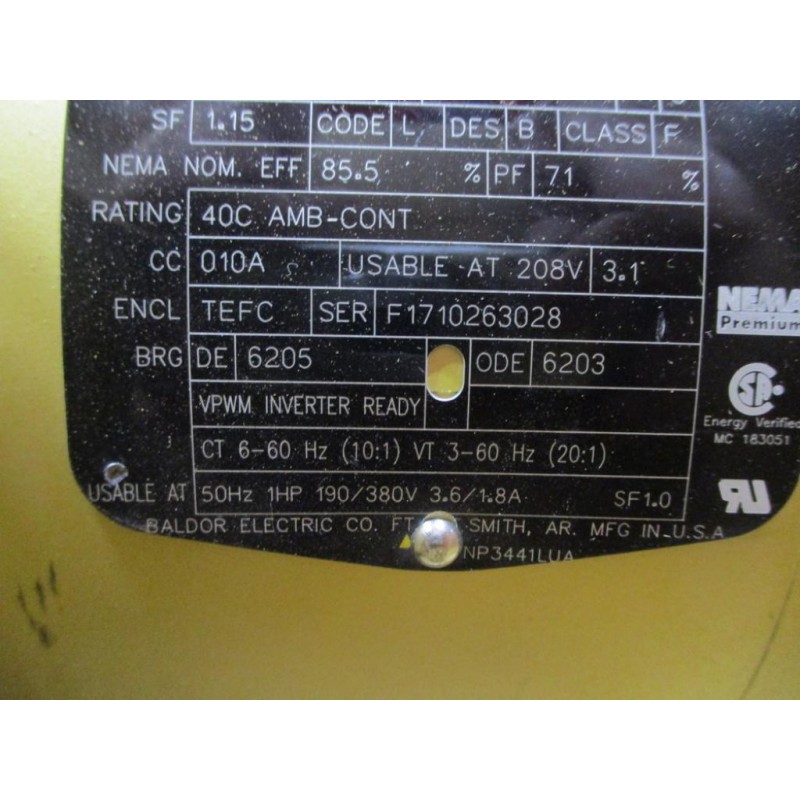 SF 1.15 CODE L DES B CLASS F
NEMA NOM. EFF 85.5 % PF 71 %
RATING 40C AMB-CONT
CC 010A USABLE AT 208V 3.1
ENCL TEFC SER F1710263028
BRG DE 6205 ODE 6203
VPWM INVERTER READY
CT 6-60 Hz (10:1) VT 3-60 Hz (20:1)
USABLE AT 50Hz 1HP 190/380V 3.6/1.8A SF1.0
BALDOR ELECTRIC CO. FT SMITH, AR. MFG IN U.S.A
NP3441LUA
NEMA
Premium
SA
Energy Verified
MC 183051
RU